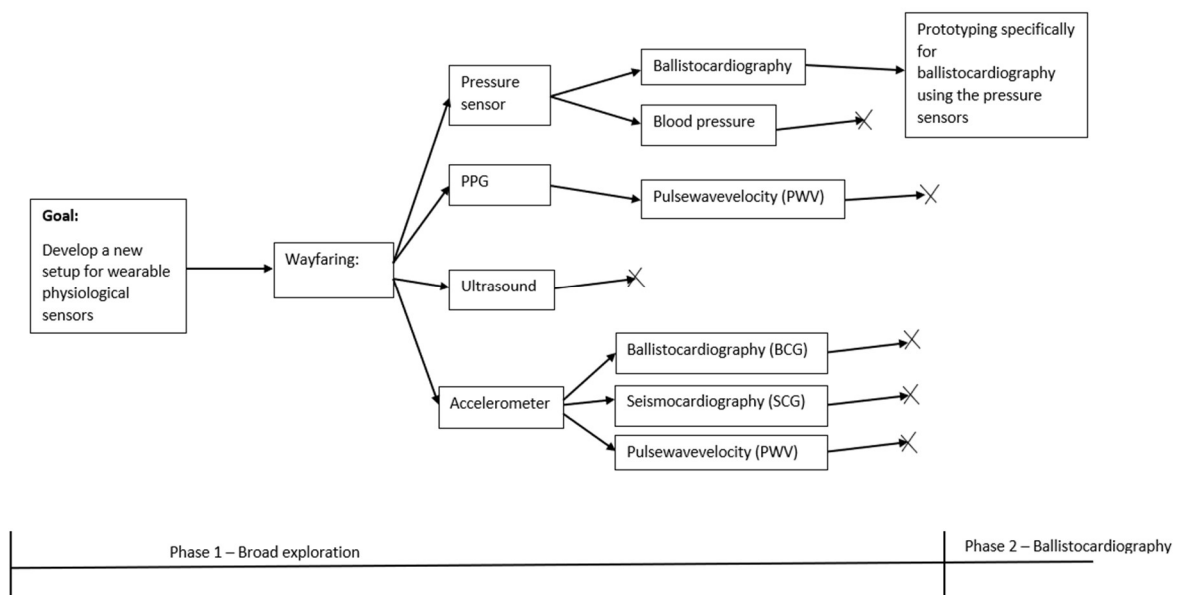 Goal:
Develop a new
setup for wearable
physiological
sensors
Wayfaring:
Pressure
sensor
PPG
Ultrasound
Accelerometer
Ballistocardiography
Blood pressure
Pulsewavevelocity (PWV)
Ballistocardiography (BCG)
Seismocardiography (SCG)
Pulsewavevelocity (PWV)
Prototyping specifically
for
ballistocardiography
using the pressure
sensors
Phase 1 – Broad exploration
Phase 2 – Ballistocardiography